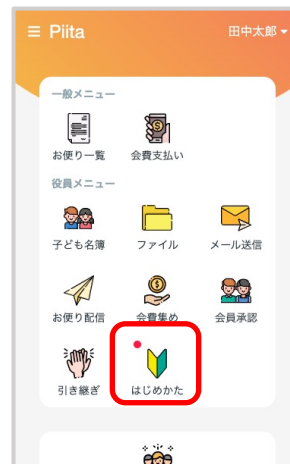 ≡ Piita 田中太郎▼
一般メニュー
お便り一覧 会費支払い
役員メニュー
子ども名簿 ファイル メール送信
お便り配信 会費集め 会員承認
引き継ぎ はじめかた